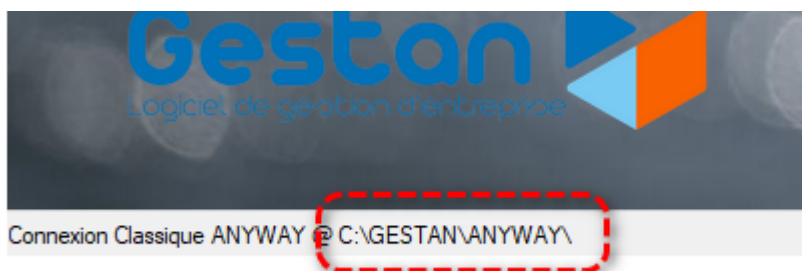 Gestan
Logiciel de gestion d'entreprise
Connexion Classique ANYWAY @ C:\GESTAN\ANYWAY\